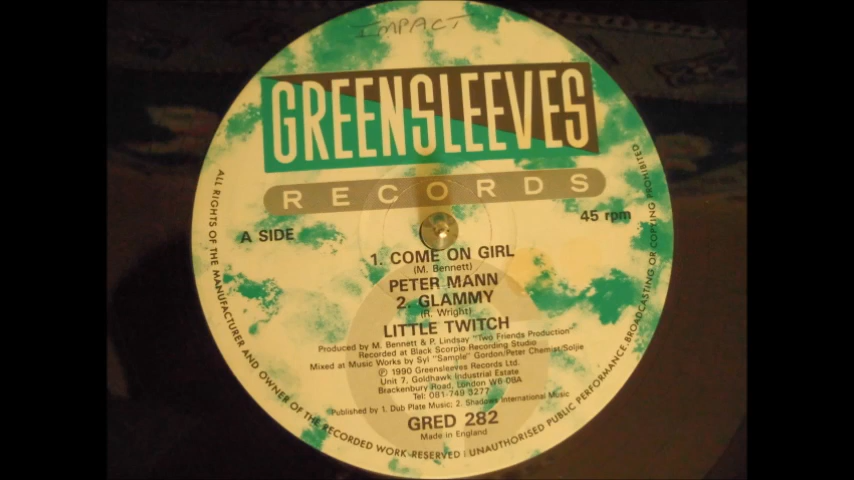 IMPACT
GREENSLEEVES
RECORDS
A SIDE
45 rpm
1. COME ON GIRL
(M. Bennett)
PETER MANN
2. GLAMMY
(R. Wright)
LITTLE TWITCH
Produced by M. Bennett & P. Lindsay "Two Friends Production"
Recorded at Black Scorpio Recording Studio
Mixed at Music Works by Syl "Sample" Gordon/Peter Chemist/Soljie
℗ 1990 Greensleeves Records Ltd.
Unit 7, Goldhawk Industrial Estate
Brackenbury Road, London W6 0BA
Tel: 081-749 3277
Published by 1. Dub Plate Music; 2. Shadows International Music
GRED 282
Made in England
ALL RIGHTS OF THE MANUFACTURER AND OWNER OF THE RECORDED WORK RESERVED | UNAUTHORISED PUBLIC PERFORMANCE, BROADCASTING OR COPYING PROHIBITED